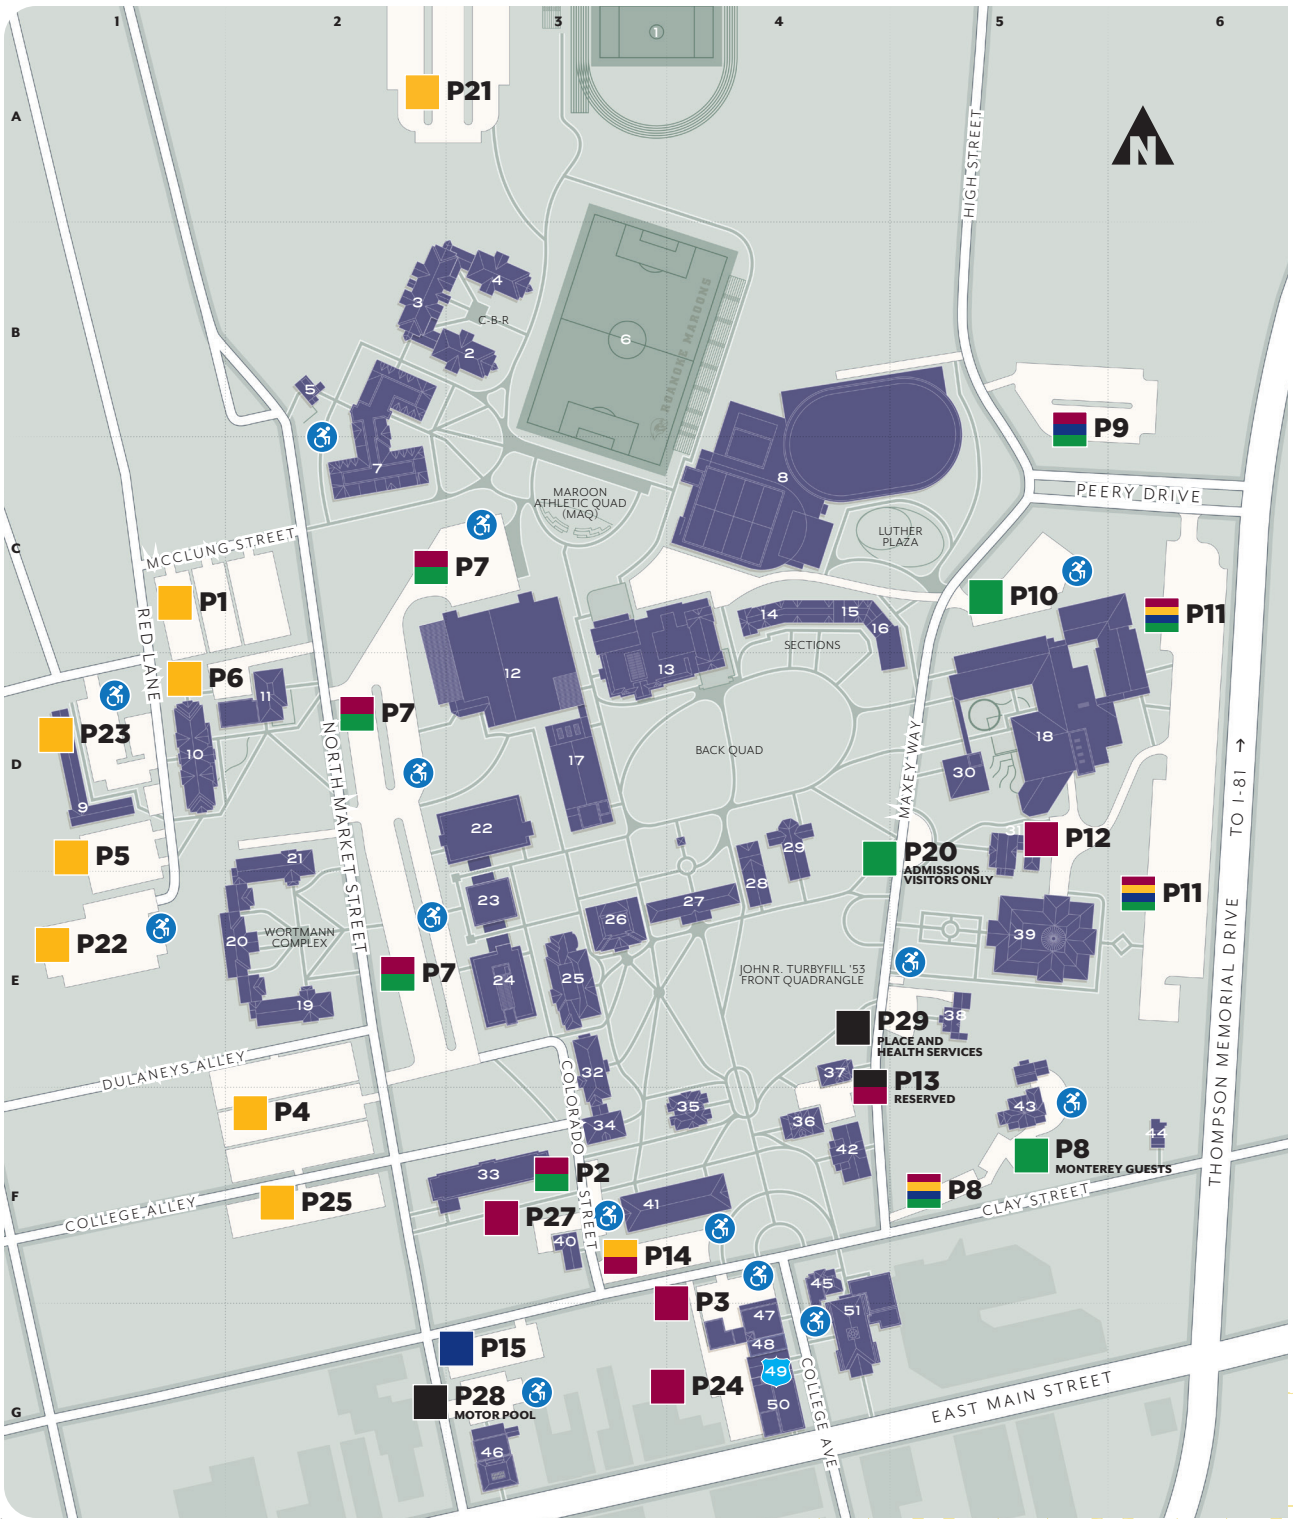 1
2
3
4
5
6
1
P21
A
N
HIGH STREET
4
3
C-B-R
B
6
ROANOKE MAROONS
2
5
P9
7
8
PEERY DRIVE
MAROON
ATHLETIC QUAD
(MAQ)
LUTHER
PLAZA
C
MCCLUNG STREET
P7
P10
P1
P11
RED LANE
14
15
16
SECTIONS
P6
12
13
11
P7
P23
NORTH MARKET STREET
MAXEY WAY
18
10
17
BACK QUAD
D
30
TO I-81 →
9
22
31
P12
21
29
P5
P20
ADMISSIONS
VISITORS ONLY
28
P11
23
27
26
WORTMANN
COMPLEX
20
39
P22
P7
24
25
JOHN R. TURBYFILL '53
FRONT QUADRANGLE
E
THOMPSON MEMORIAL DRIVE
19
38
P29
PLACE AND
HEALTH SERVICES
DULANEYS ALLEY
COLORADO STREET
32
37
P13
RESERVED
P4
35
43
34
36
44
42
P8
MONTEREY GUESTS
33
P2
P8
F
COLLEGE ALLEY
P25
41
CLAY STREET
P27
40
P14
45
P3
47
51
48
P15
49
P24
COLLEGE AVE
P28
MOTOR POOL
50
EAST MAIN STREET
G
46